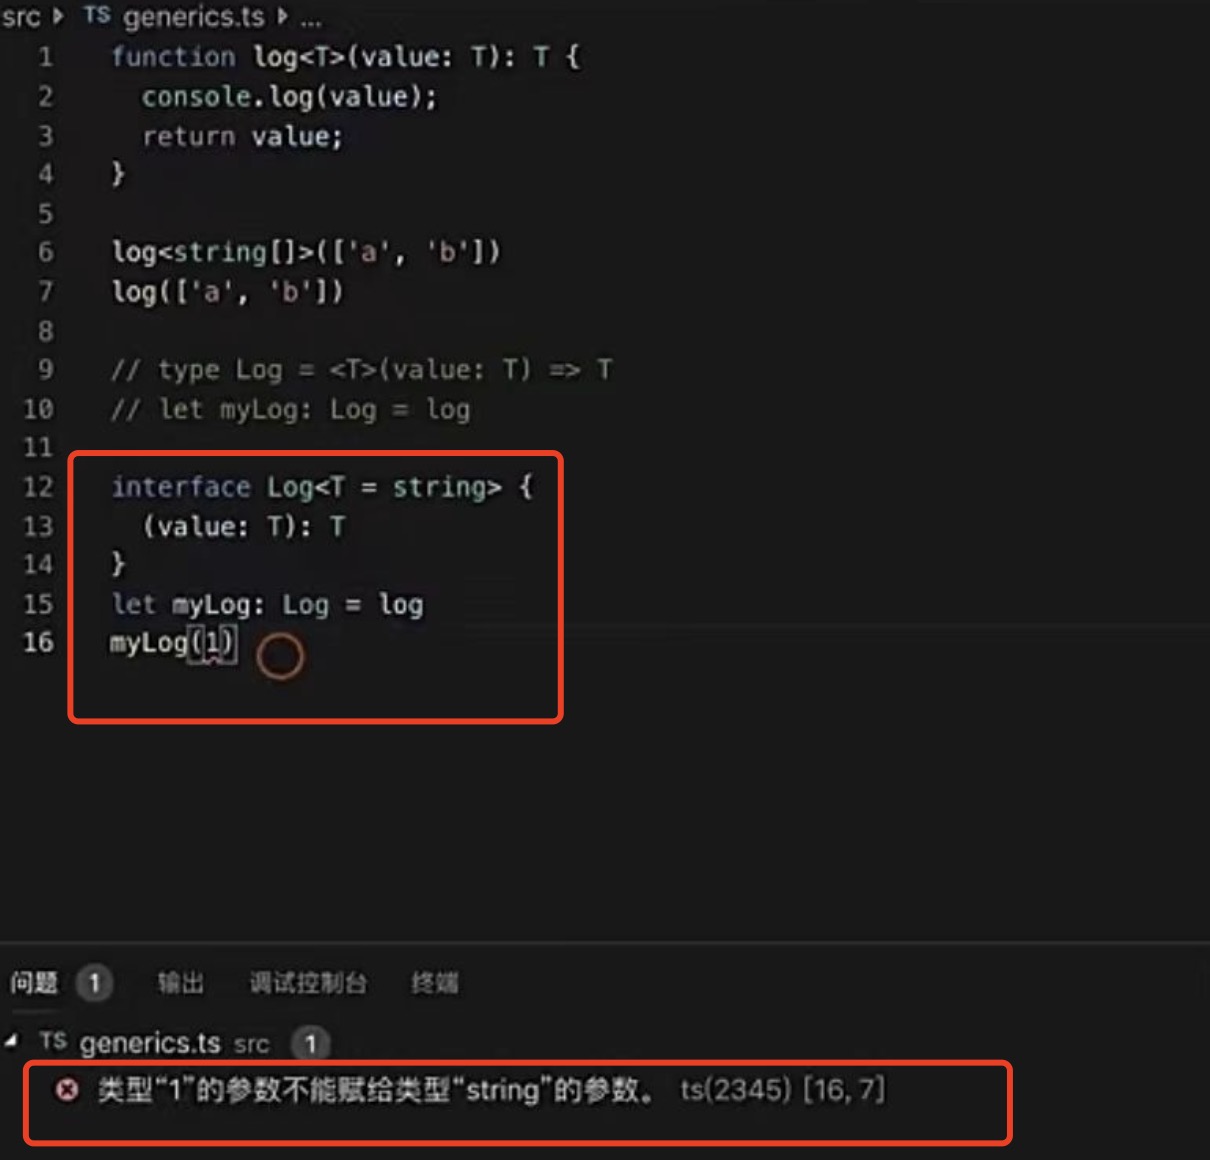 src TS generics.ts ...
1 function log<T>(value: T): T {
2 console.log(value);
3 return value;
4 }
5
6 log<string[]>(['a', 'b'])
7 log(['a', 'b'])
8
9 // type Log = <T>(value: T) => T
10 // let myLog: Log = log
11
12 interface Log<T = string> {
13 (value: T): T
14 }
15 let myLog: Log = log
16 myLog(1)
问题 1 输出 调试控制台 终端
TS generics.ts src 1
类型“1”的参数不能赋给类型“string”的参数。 ts(2345) [16, 7]